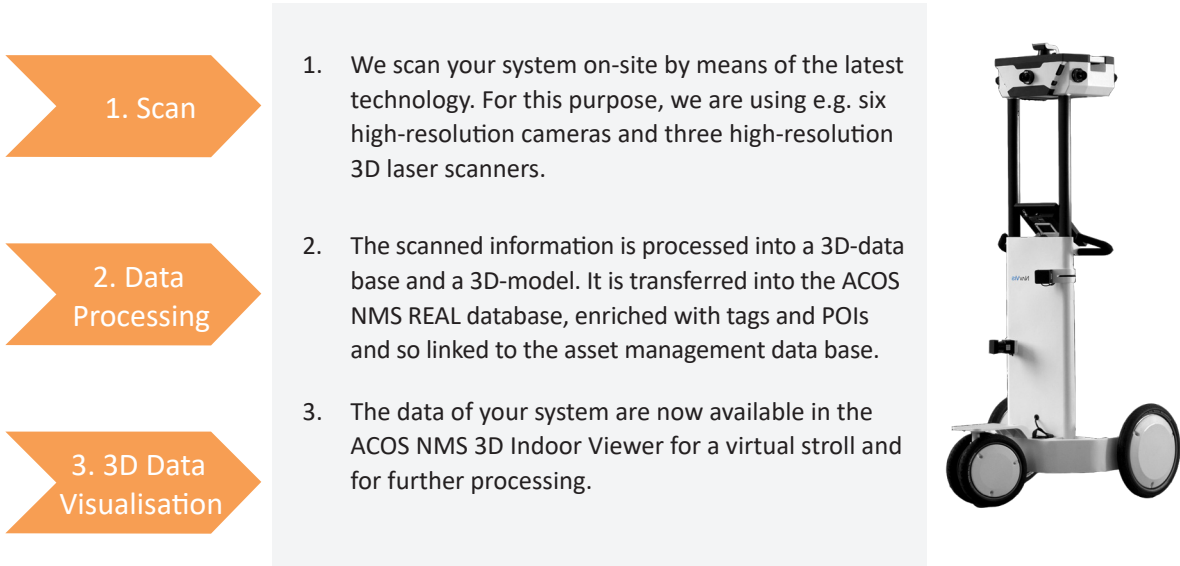 1. Scan
2. Data
Processing
3. 3D Data
Visualisation
1. We scan your system on-site by means of the latest
technology. For this purpose, we are using e.g. six
high-resolution cameras and three high-resolution
3D laser scanners.
2. The scanned information is processed into a 3D-data
base and a 3D-model. It is transferred into the ACOS
NMS REAL database, enriched with tags and POIs
and so linked to the asset management data base.
3. The data of your system are now available in the
ACOS NMS 3D Indoor Viewer for a virtual stroll and
for further processing.